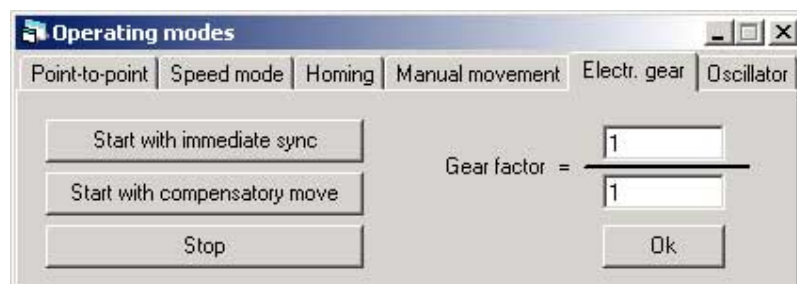 Operating modes
Point-to-point Speed mode Homing Manual movement Electr. gear Oscillator
Start with immediate sync
Start with compensatory move
Stop
Gear factor =
1
1
Ok